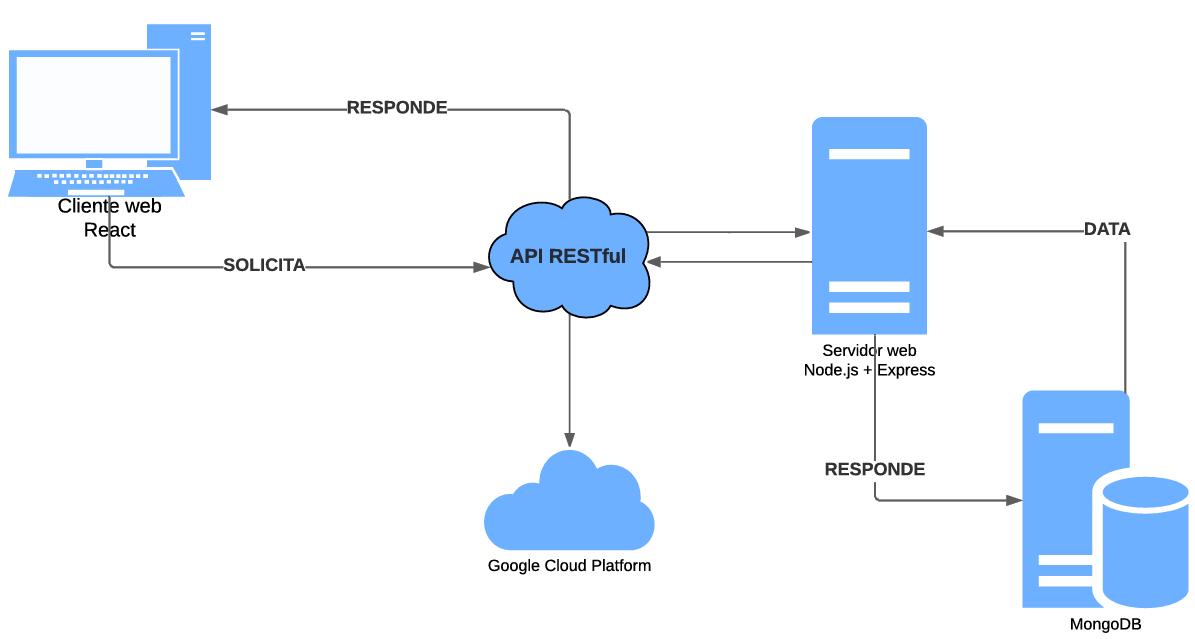 RESPONDE
Cliente web
React
SOLICITA
API RESTful
DATA
Servidor web
Node.js + Express
RESPONDE
Google Cloud Platform
MongoDB